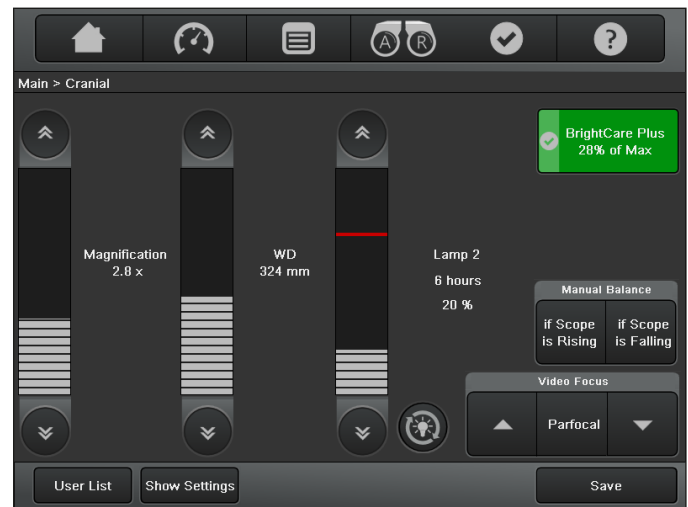 A R ?
Main > Cranial
BrightCare Plus
28% of Max
Magnification
2.8 x
WD
324 mm
Lamp 2
6 hours
20 %
Manual Balance
if Scope
is Rising
if Scope
is Falling
Video Focus
Parfocal
User List
Show Settings
Save